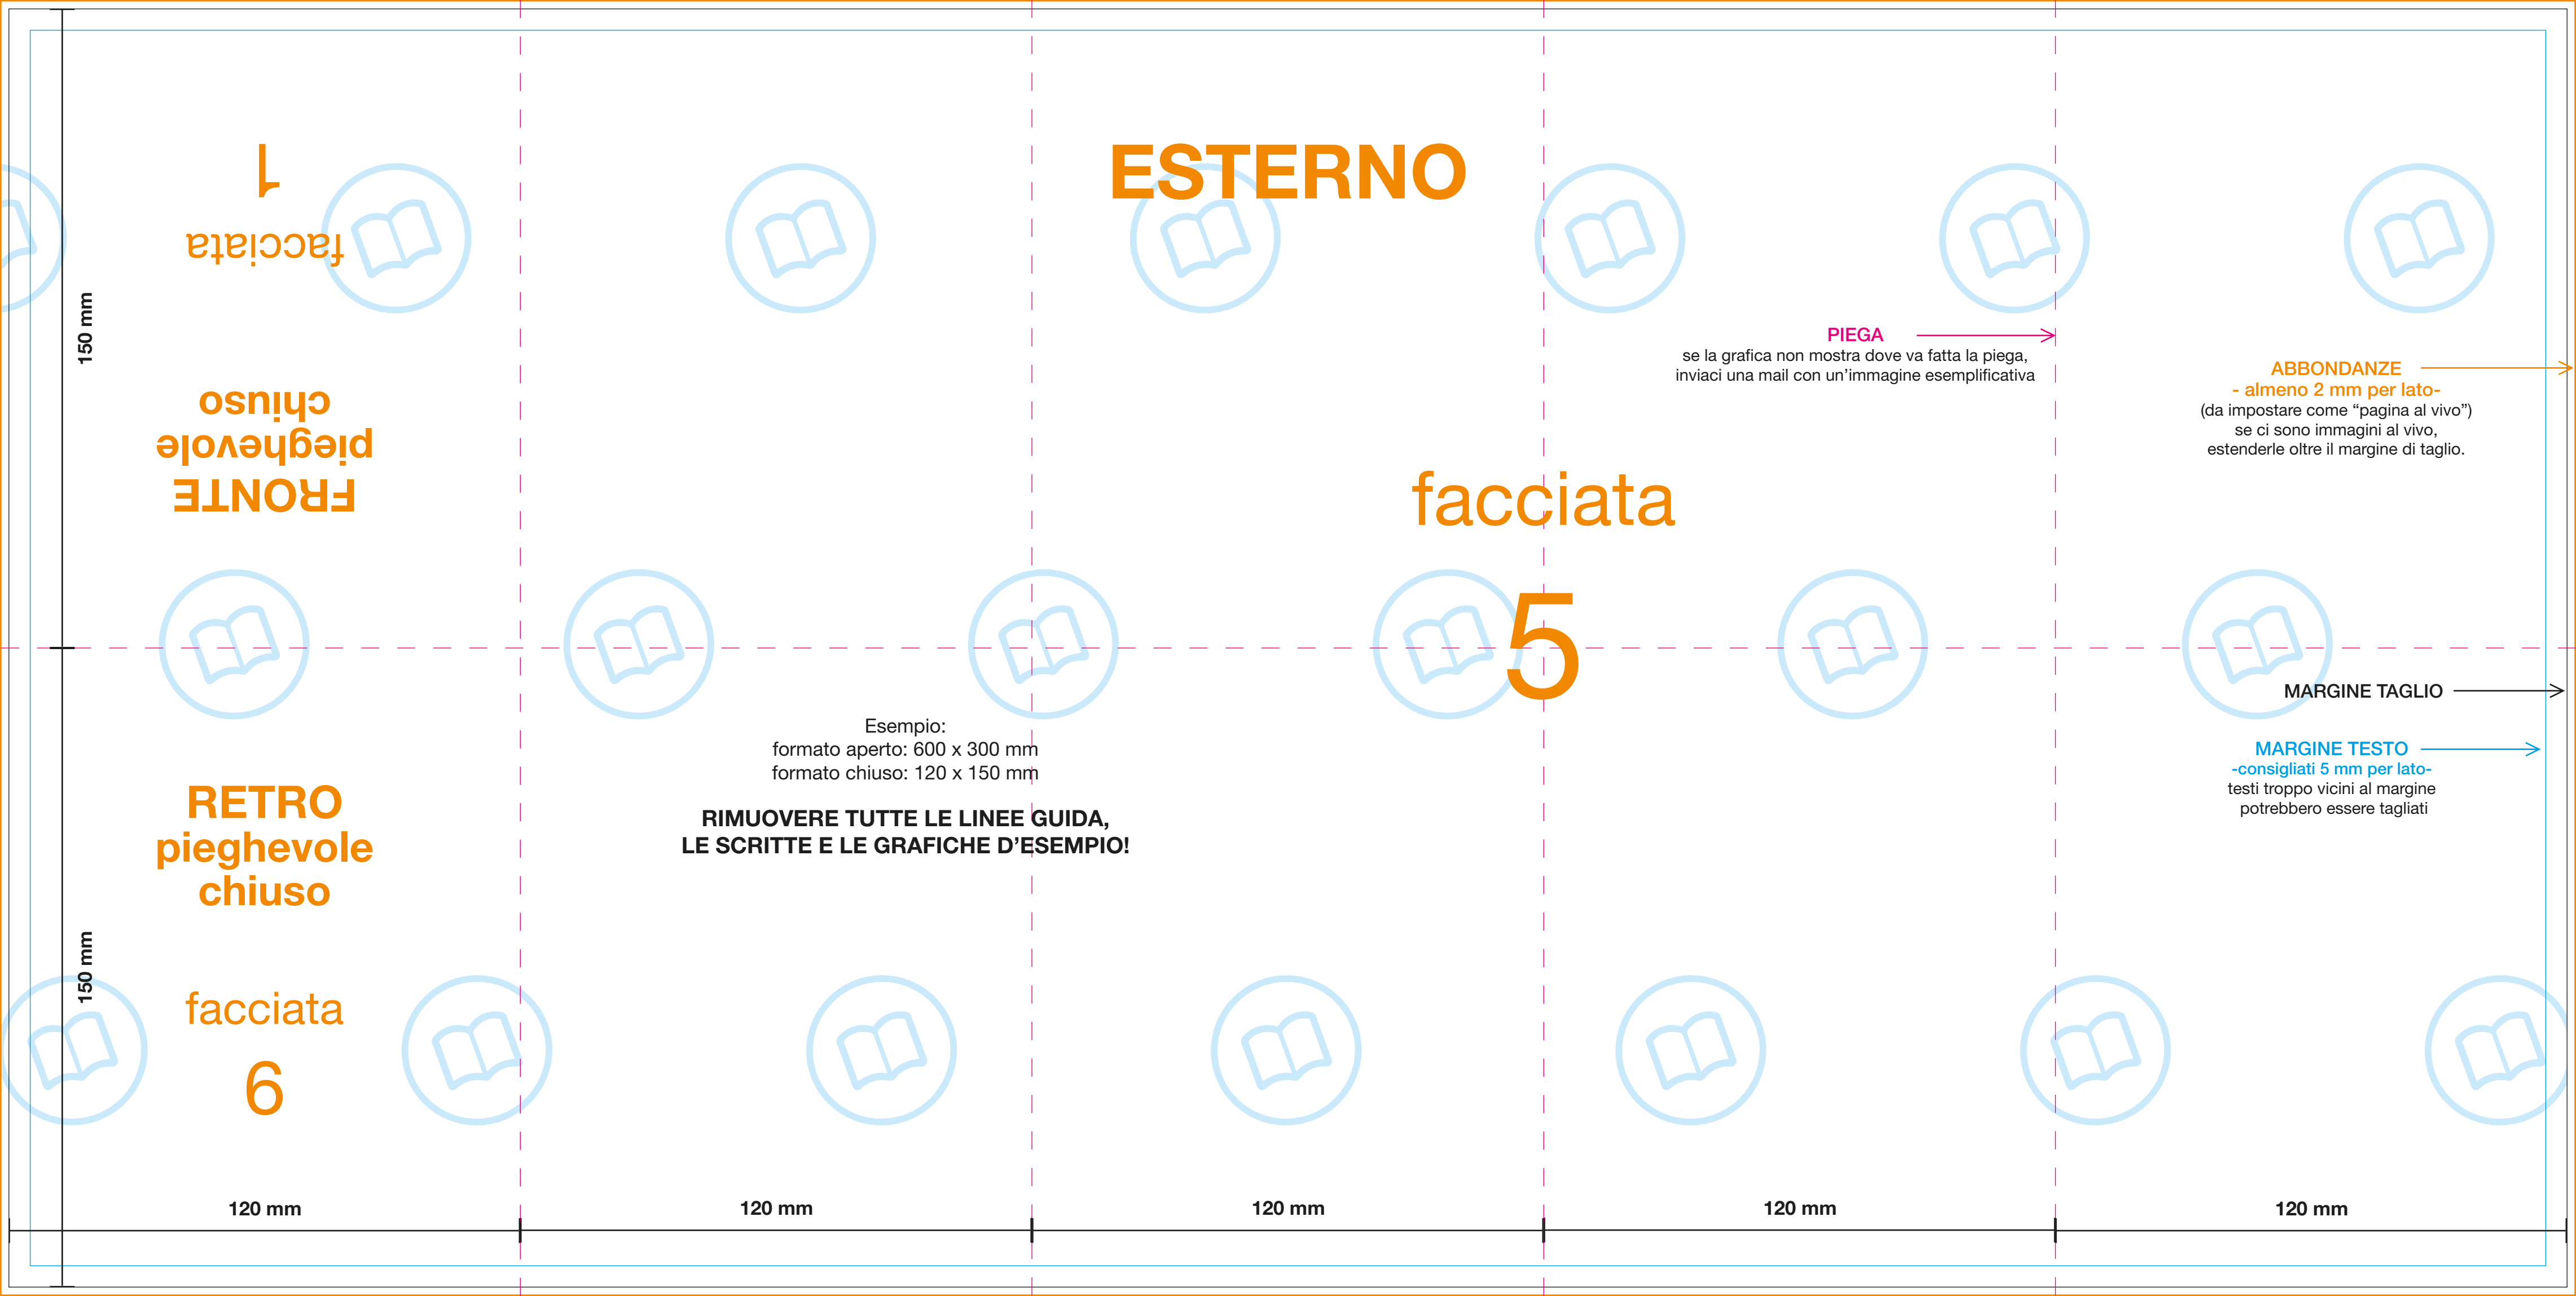 ESTERNO
1
facciata
FRONTE
pieghevole
chiuso
150 mm
PIEGA
se la grafica non mostra dove va fatta la piega,
inviaci una mail con un’immagine esemplificativa
ABBONDANZE
- almeno 2 mm per lato-
(da impostare come “pagina al vivo”)
se ci sono immagini al vivo,
estenderle oltre il margine di taglio.
facciata
5
MARGINE TAGLIO
MARGINE TESTO
-consigliati 5 mm per lato-
testi troppo vicini al margine
potrebbero essere tagliati
Esempio:
formato aperto: 600 x 300 mm
formato chiuso: 120 x 150 mm
RIMUOVERE TUTTE LE LINEE GUIDA,
LE SCRITTE E LE GRAFICHE D’ESEMPIO!
RETRO
pieghevole
chiuso
150 mm
facciata
6
120 mm
120 mm
120 mm
120 mm
120 mm